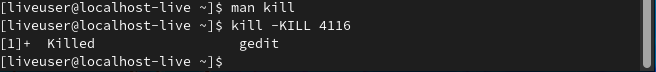 [liveuser@localhost-live ~]$ man kill
[liveuser@localhost-live ~]$ kill -KILL 4116
[1]+  Killed                  gedit
[liveuser@localhost-live ~]$